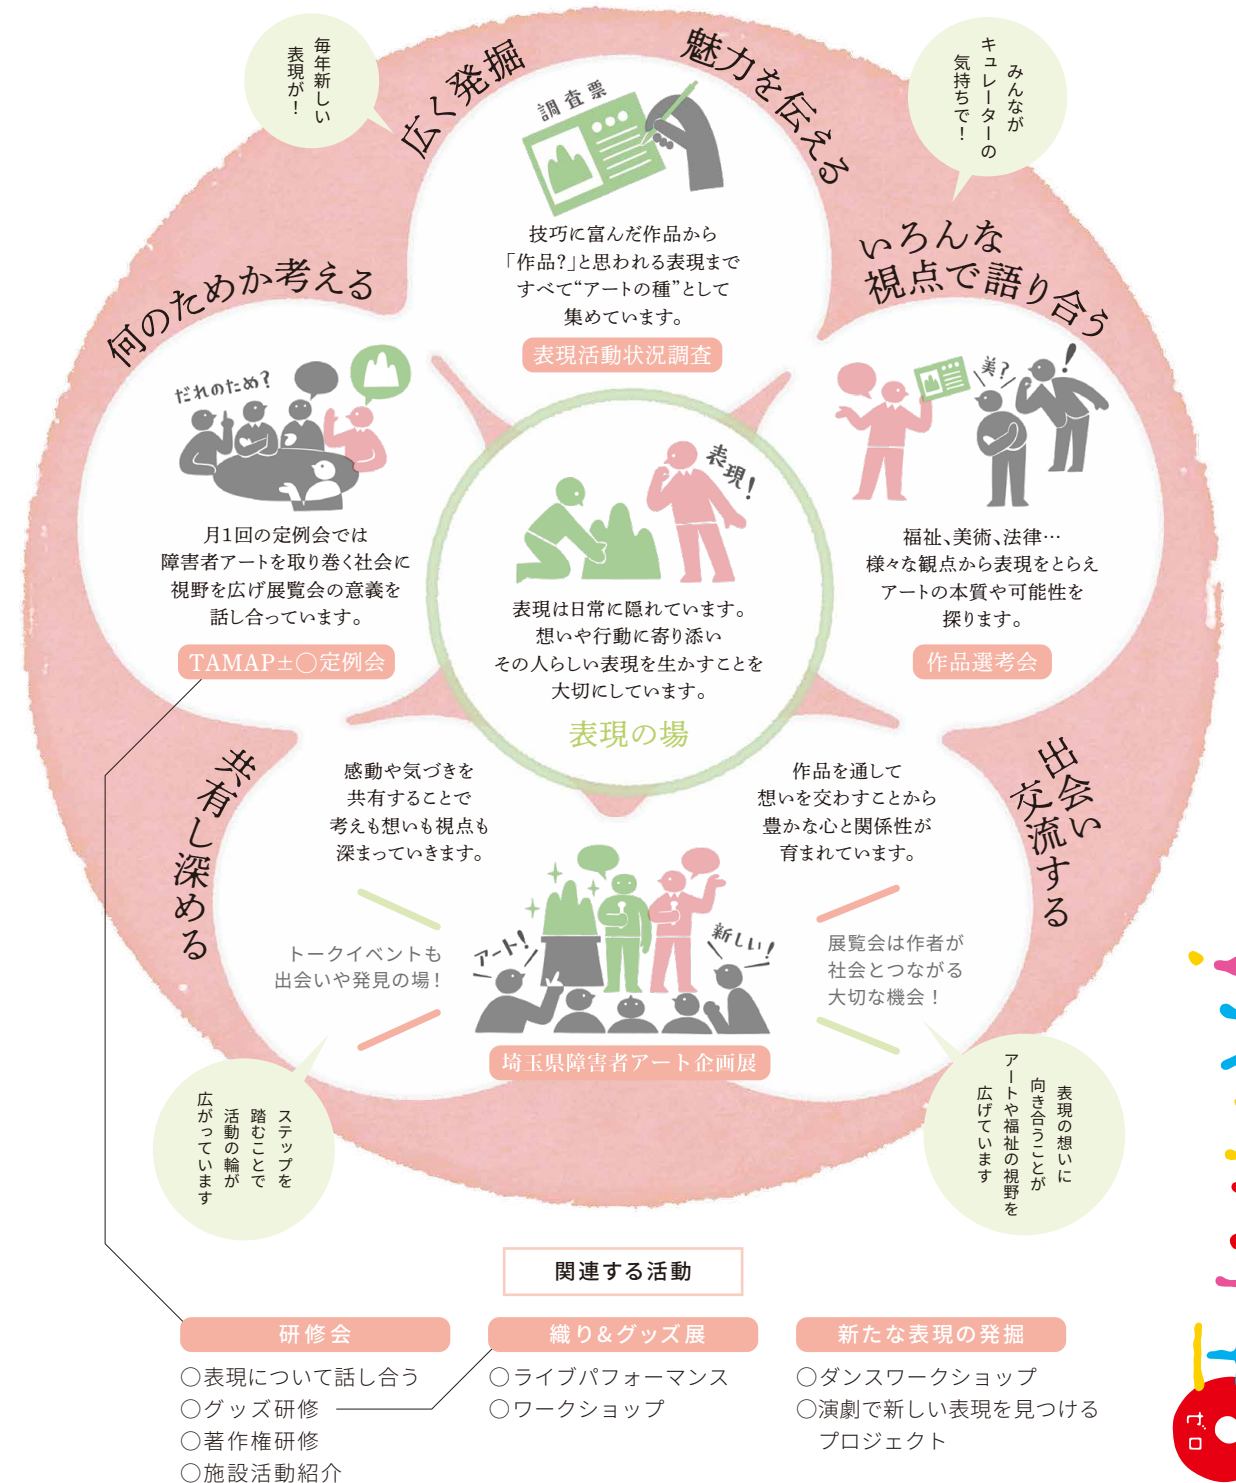 毎年新しい
表現が！
広く発掘
魅力を伝える
みんなが
キュレーターの
気持ちで！
調査票
技巧に富んだ作品から
「作品？」と思われる表現まで
すべて“アートの種”として
集めています。
表現活動状況調査
何のためか考える
だれのため？
月1回の定例会では
障害者アートを取り巻く社会に
視野を広げ展覧会の意義を
話し合っています。
TAMAP±〇定例会
いろんな
視点で語り合う
美？
！
福祉、美術、法律…
様々な観点から表現をとらえ
アートの本質や可能性を
探ります。
作品選考会
表現！
表現は日常に隠れています。
想いや行動に寄り添い
その人らしい表現を生かすことを
大切にしています。
表現の場
共有し深める
感動や気づきを
共有することで
考えも想いも視点も
深まっていきます。
出会い
交流する
作品を通して
想いを交わすことから
豊かな心と関係性が
育まれています。
トークイベントも
出会いや発見の場！
アート！
新しい！
展覧会は作者が
社会とつながる
大切な機会！
埼玉県障害者アート企画展
ステップを
踏むことで
活動の輪が
広がっています
表現の想いに
向き合うことが
アートや福祉の視野を
広げています
関連する活動
研修会
〇表現について話し合う
〇グッズ研修
〇著作権研修
〇施設活動紹介
織り&グッズ展
〇ライブパフォーマンス
〇ワークショップ
新たな表現の発掘
〇ダンスワークショップ
〇演劇で新しい表現を見つける
プロジェクト
ゼロ